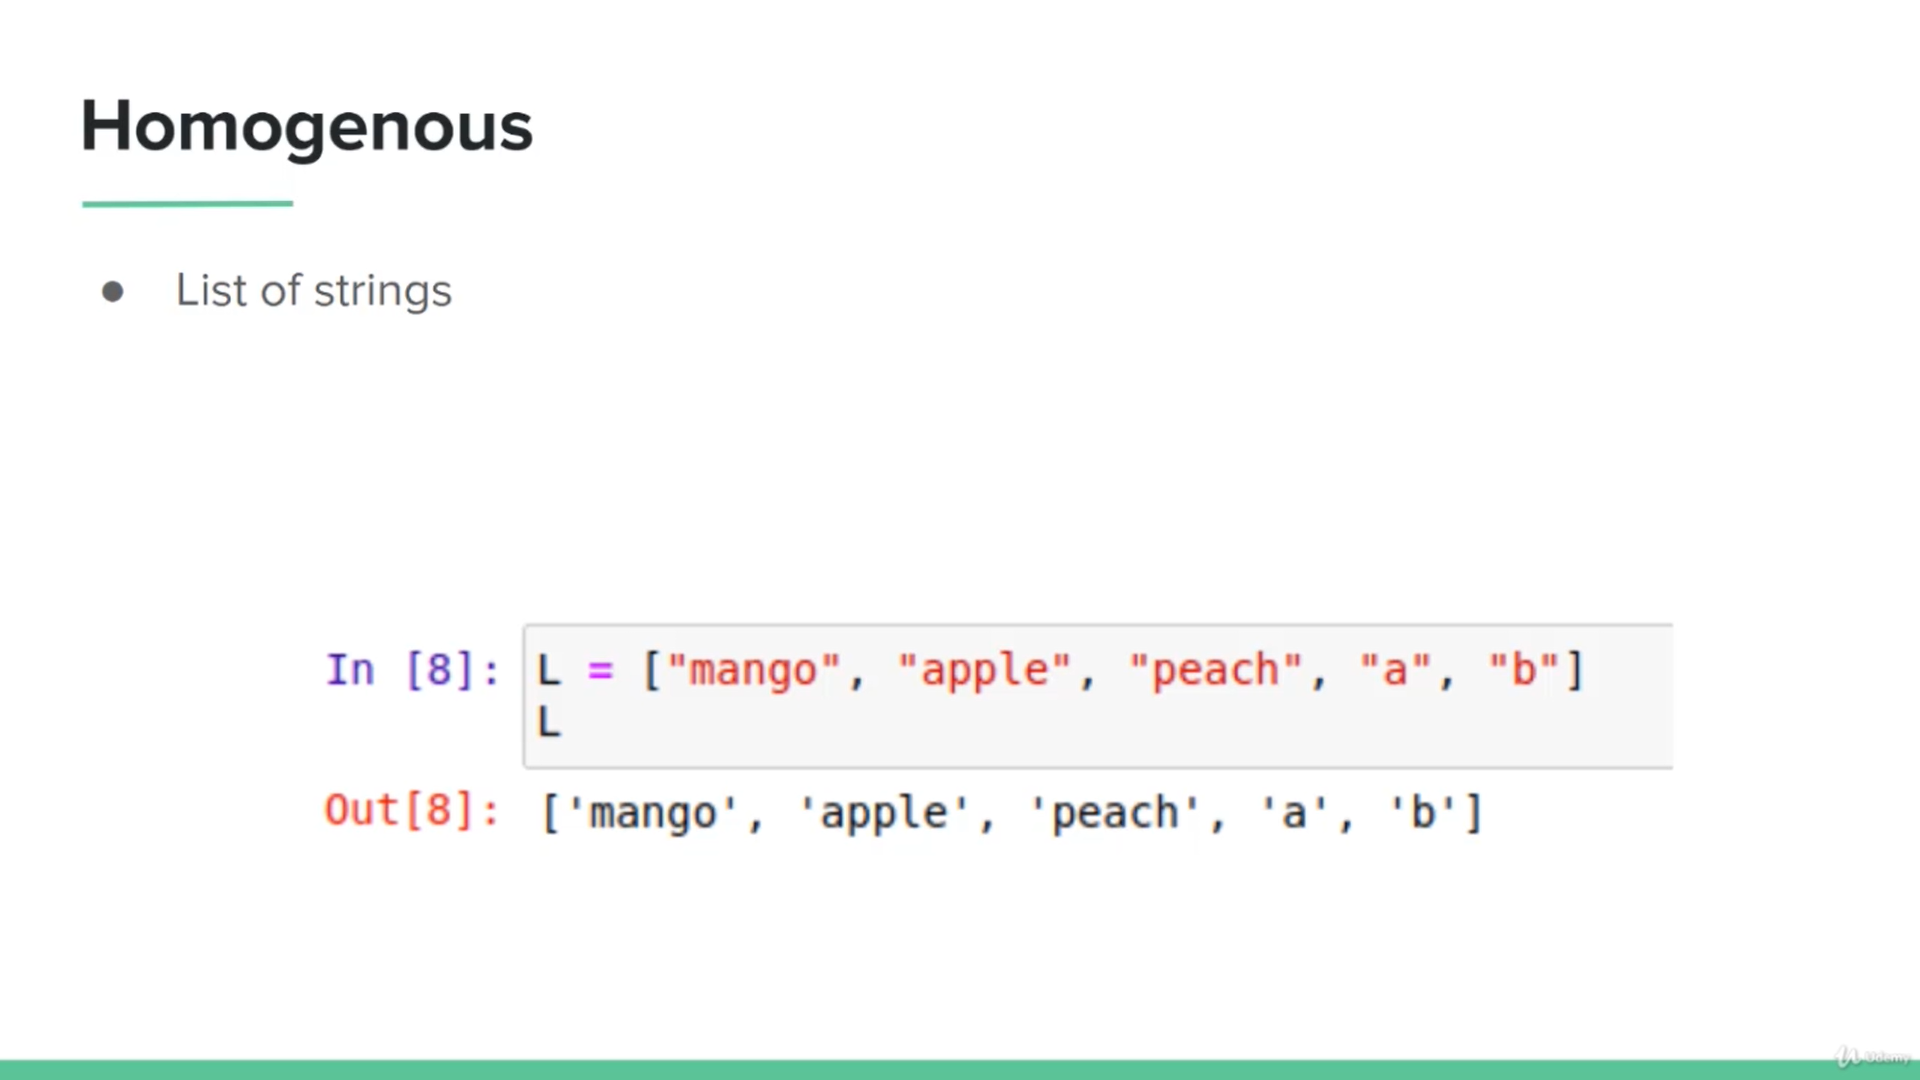 Homogenous
● List of strings
In [8]: L = ["mango", "apple", "peach", "a", "b"]
L
Out[8]: ['mango', 'apple', 'peach', 'a', 'b']
Udemy